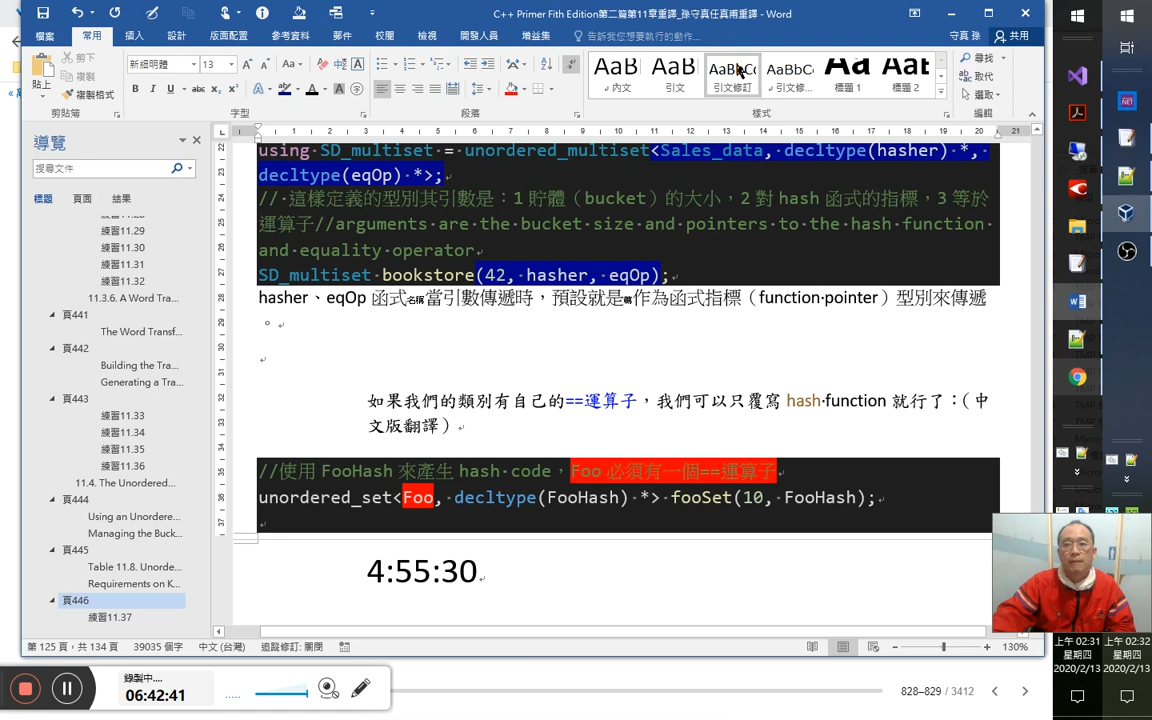 C++ Primer Fith Edition第二篇第11章重譯_孫守真任真甫重譯 - Word
檔案 常用 插入 設計 版面配置 參考資料 郵件 校閱 檢視 開發人員 增益集 告訴我您想要執行的動作... 守真 孫 共用
貼上 剪下 複製 複製格式
新細明體 13
AaB AaB AaBbCc AaBbC AaB AaB
內文 引文 引文修訂 引文修... 標題 1 標題 2
尋找 取代 選取
剪貼簿 字型 段落 樣式 編輯
導覽
搜尋文件
標題 頁面 結果
練習11.29
練習11.30
練習11.31
練習11.32
11.3.6. A Word Tra...
頁441
The Word Transf...
頁442
Building the Tra...
Generating a Tra...
頁443
練習11.33
練習11.34
練習11.35
練習11.36
11.4. The Unordered...
頁444
Using an Unordere...
Managing the Buck...
頁445
Table 11.8. Unorde...
Requirements on K...
頁446
練習11.37
using SD_multiset = unordered_multiset<Sales_data, decltype(hasher) *,
decltype(eqOp) *>;
// 這樣定義的型別其引數是：1 貯體（bucket）的大小，2 對 hash 函式的指標，3 等於
運算子//arguments are the bucket size and pointers to the hash function
and equality operator
SD_multiset bookstore(42, hasher, eqOp);
hasher、eqOp 函式名稱當引數傳遞時，預設就是轉作為函式指標（function pointer）型別來傳遞
。
如果我們的類別有自己的==運算子，我們可以只覆寫 hash function 就行了：（中
文版翻譯）
//使用 FooHash 來產生 hash code，Foo 必須有一個==運算子
unordered_set<Foo, decltype(FooHash) *> fooSet(10, FooHash);
4:55:30
第 125 頁，共 134 頁 39035 個字 中文 (台灣) 追蹤修訂: 關閉 130%
錄製中....
06:42:41
828–829 / 3412
上午 02:31 上午 02:32
星期四 星期四
2020/2/13 2020/2/13